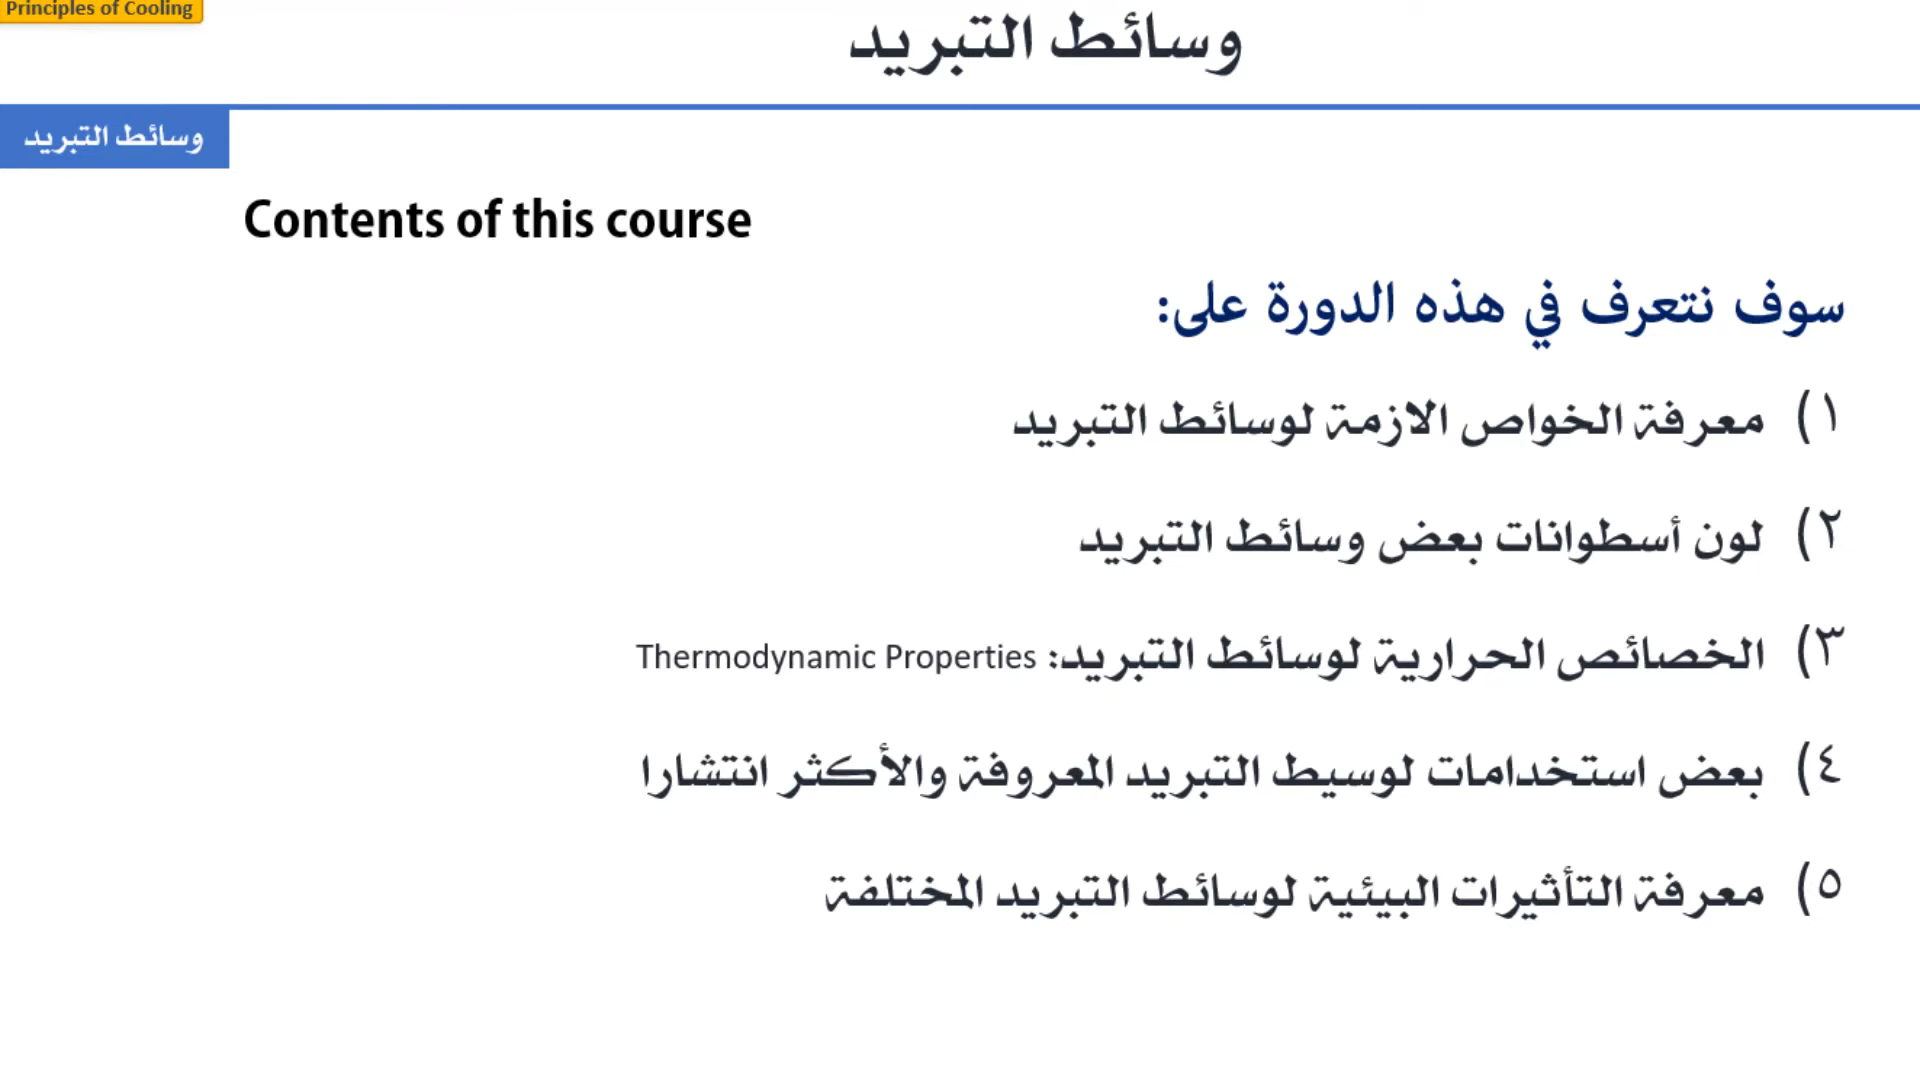 Principles of Cooling
وسائط التبريد
وسائط التبريد
Contents of this course
سوف نتعرف في هذه الدورة على:
١) معرفة الخواص الازمة لوسائط التبريد
٢) لون أسطوانات بعض وسائط التبريد
٣) الخصائص الحرارية لوسائط التبريد: Thermodynamic Properties
٤) بعض استخدامات لوسيط التبريد المعروفة والأكثر انتشارا
٥) معرفة التأثيرات البيئية لوسائط التبريد المختلفة